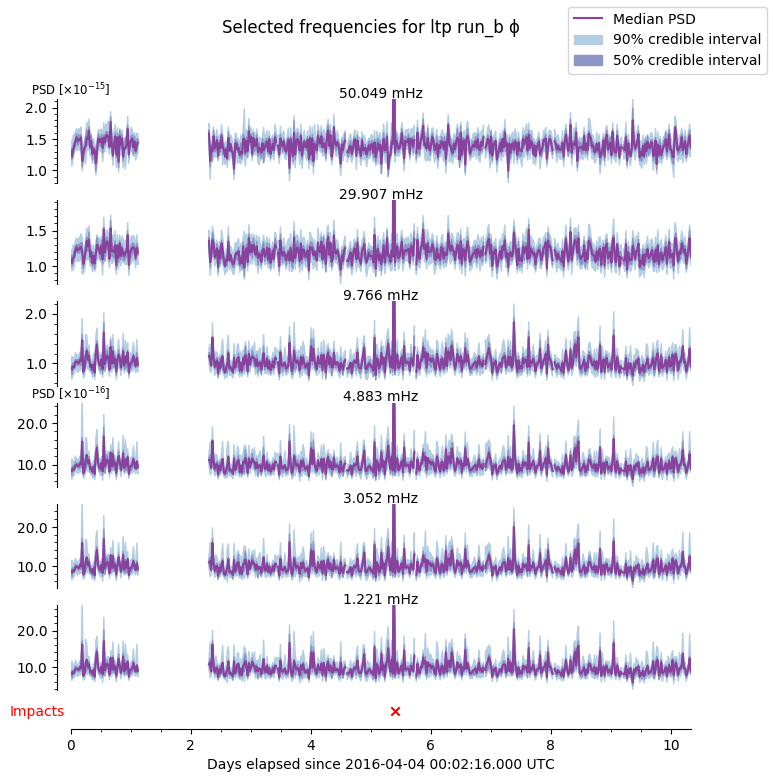 Selected frequencies for ltp run_b ϕ
Median PSD
90% credible interval
50% credible interval
PSD [×10⁻¹⁵]
50.049 mHz
2.0
1.5
1.0
29.907 mHz
1.5
1.0
9.766 mHz
2.0
1.0
PSD [×10⁻¹⁶]
4.883 mHz
20.0
10.0
3.052 mHz
20.0
10.0
1.221 mHz
20.0
10.0
Impacts
0 2 4 6 8 10
Days elapsed since 2016-04-04 00:02:16.000 UTC